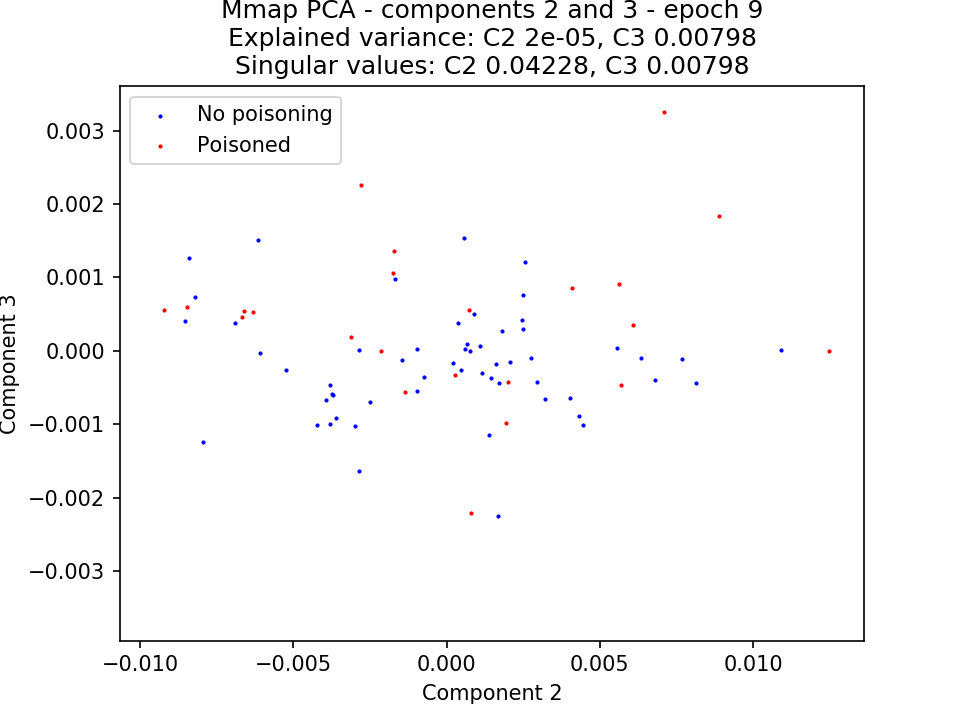 Mmap PCA - components 2 and 3 - epoch 9
Explained variance: C2 2e-05, C3 0.00798
Singular values: C2 0.04228, C3 0.00798
No poisoning
Poisoned
0.003
0.002
0.001
0.000
−0.001
−0.002
−0.003
Component 3
−0.010
−0.005
0.000
0.005
0.010
Component 2